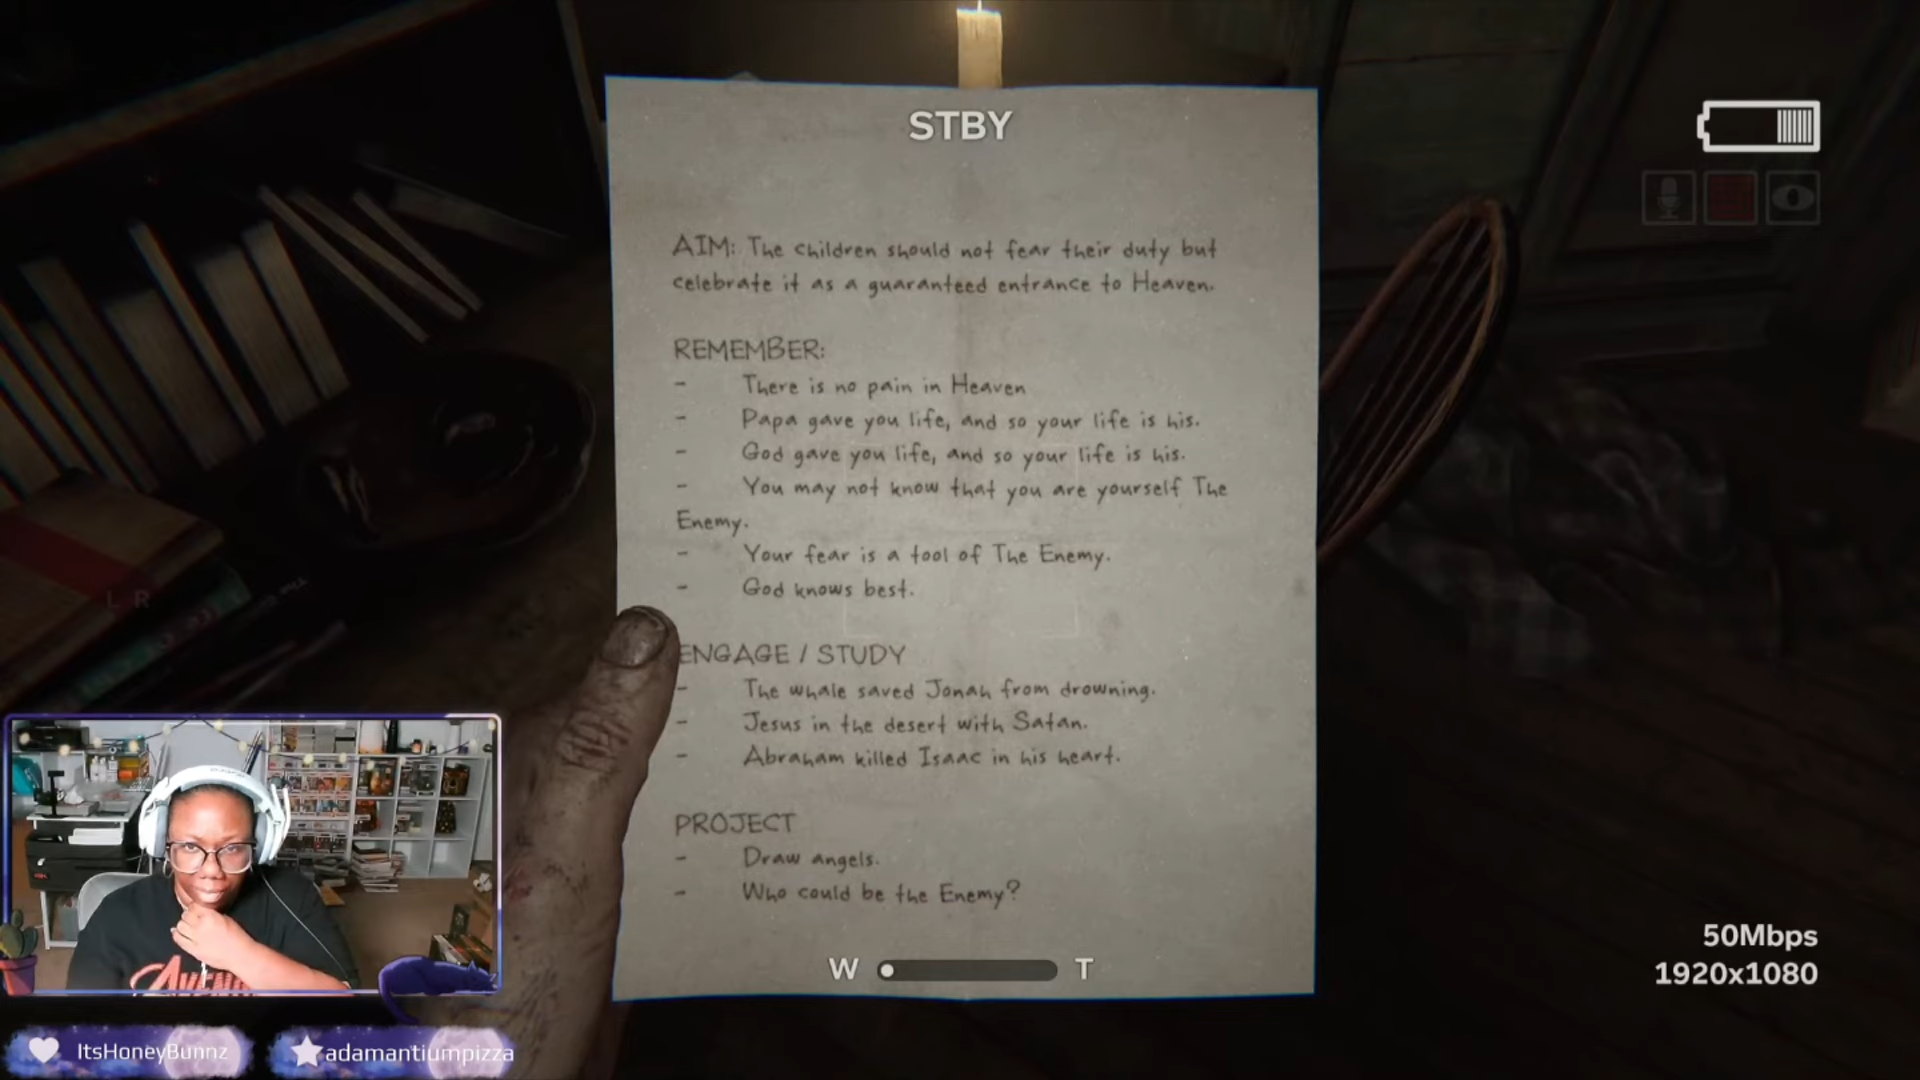 STBY
AIM: The children should not fear their duty but
celebrate it as a guaranteed entrance to Heaven.
REMEMBER:
- There is no pain in Heaven
- Papa gave you life, and so your life is his.
- God gave you life, and so your life is his.
- You may not know that you are yourself The
Enemy.
- Your fear is a tool of The Enemy.
- God knows best.
ENGAGE / STUDY
- The whale saved Jonah from drowning.
- Jesus in the desert with Satan.
- Abraham killed Isaac in his heart.
PROJECT
- Draw angels.
- Who could be the Enemy?
W T
L R
50Mbps
1920x1080
ItsHoneyBunnz
adamantiumpizza